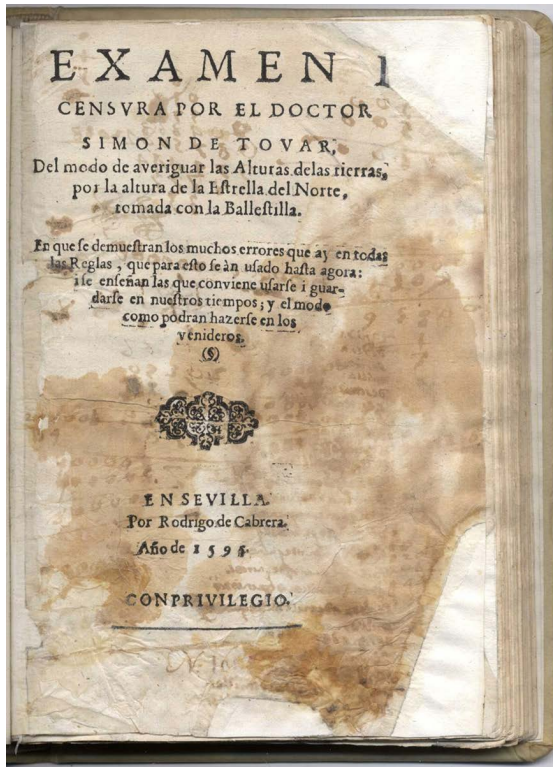 EXAMEN I
CENSVRA POR EL DOCTOR
SIMON DE TOVAR,
Del modo de averiguar las Alturas delas tierras,
por la altura de la Eſtrella del Norte,
tomada con la Balleſtilla.
En que ſe demueſtran los muchos errores que ay en todas
las Reglas, que para eſto ſe àn uſado haſta agora:
i ſe enſeñan las que conviene uſarſe i guar-
darſe en nueſtros tiempos; y el modo
como podran hazerſe en los
venideros.
(§)
EN SEVILLA.
Por Rodrigo de Cabrera.
Año de 1595.
CON PRIVILEGIO.